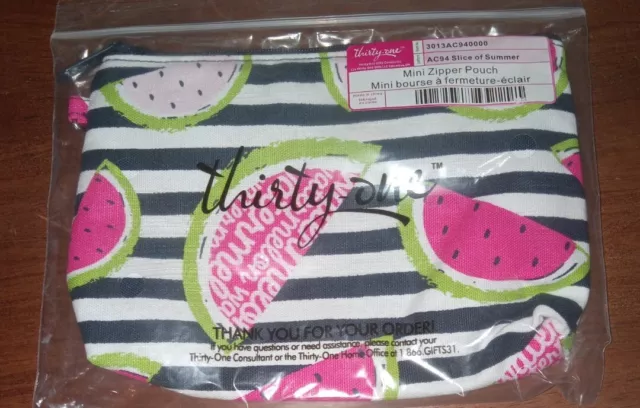 thirty-one™
3013AC940000
AC94 Slice of Summer
Mini Zipper Pouch
Mini bourse à fermeture-éclair
thirty-one™
THANK YOU FOR YOUR ORDER!
If you have questions or need assistance, please contact your
Thirty-One Consultant or the Thirty-One Home Office at 1 866.GIFTS31.